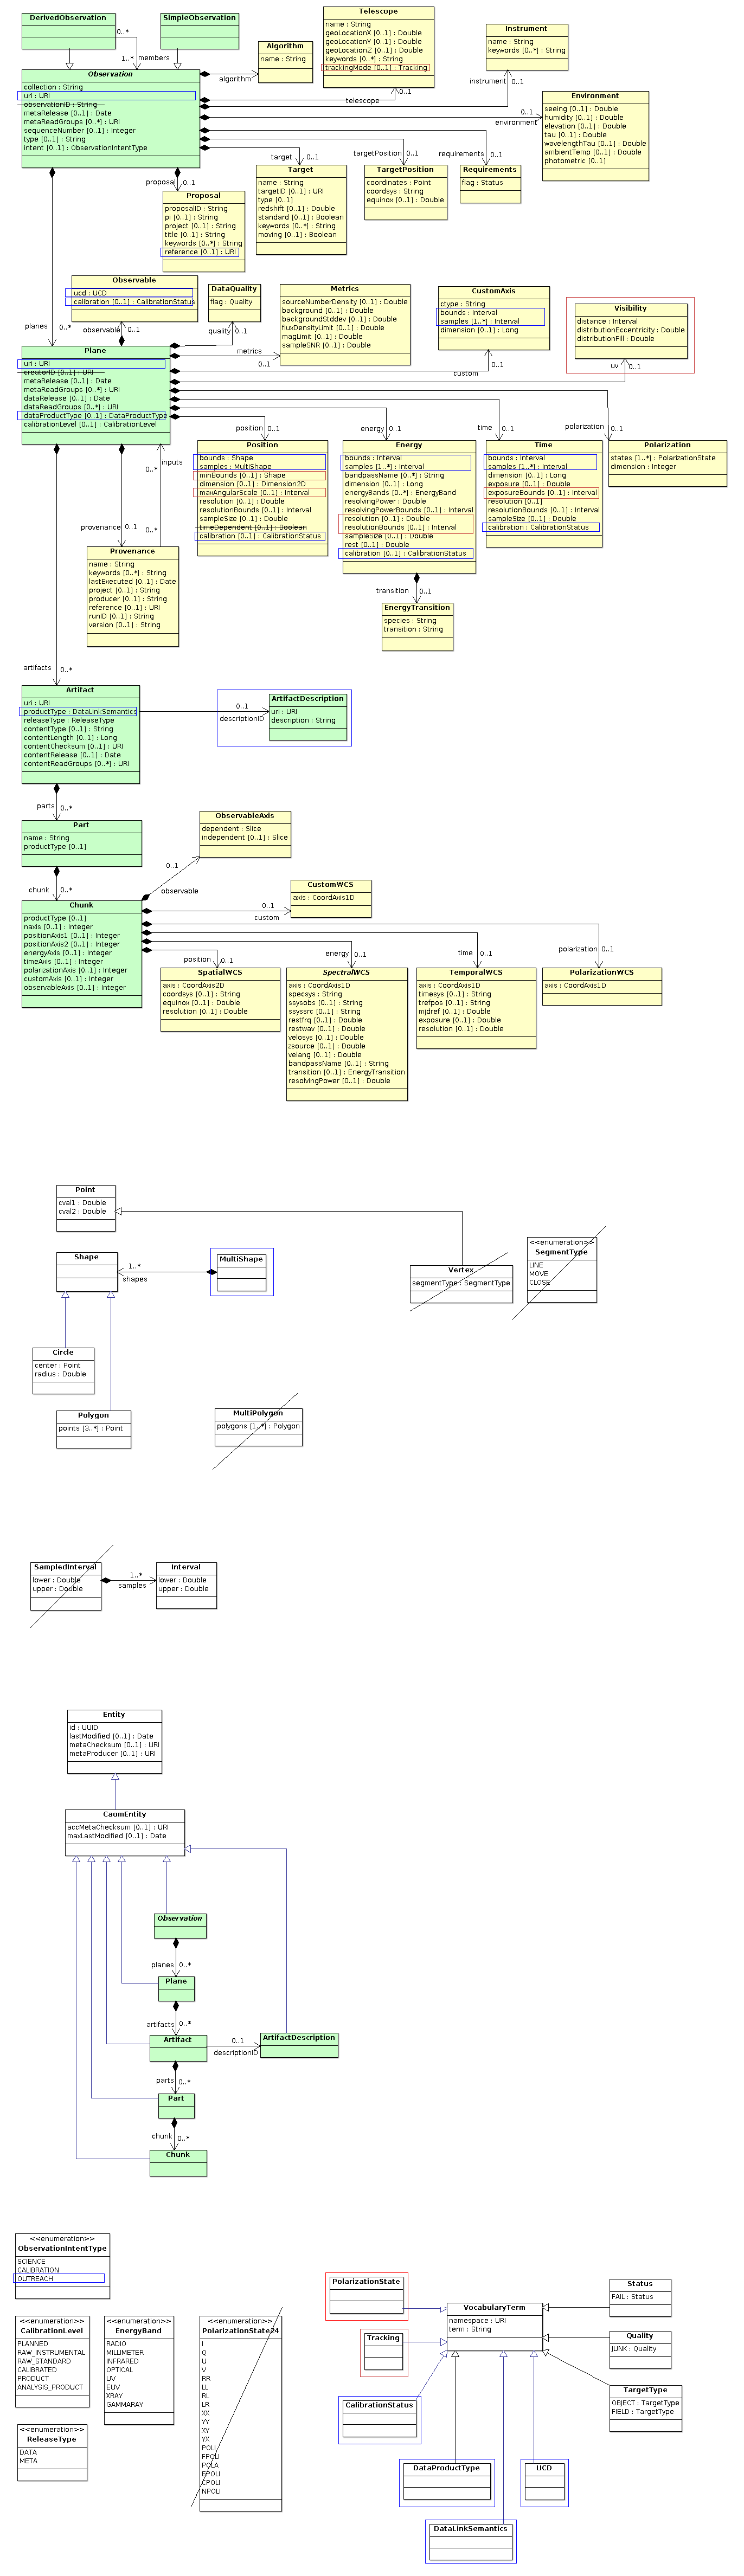 DerivedObservation
SimpleObservation
0..*
1..*
members
Observation
collection : String
uri : URI
observationID : String
metaRelease [0..1] : Date
metaReadGroups [0..*] : URI
sequenceNumber [0..1] : Integer
type [0..1] : String
intent [0..1] : ObservationIntentType
Algorithm
name : String
algorithm
Telescope
name : String
geoLocationX [0..1] : Double
geoLocationY [0..1] : Double
geoLocationZ [0..1] : Double
keywords [0..*] : String
trackingMode [0..1] : Tracking
telescope
0..1
Instrument
name : String
keywords [0..*] : String
instrument
0..1
Environment
seeing [0..1] : Double
humidity [0..1] : Double
elevation [0..1] : Double
tau [0..1] : Double
wavelengthTau [0..1] : Double
ambientTemp [0..1] : Double
photometric [0..1]
0..1
environment
target
0..1
targetPosition
0..1
requirements
0..1
Target
name : String
targetID [0..1] : URI
type [0..1]
redshift [0..1] : Double
standard [0..1] : Boolean
keywords [0..*] : String
moving [0..1] : Boolean
TargetPosition
coordinates : Point
coordsys : String
equinox [0..1] : Double
Requirements
flag : Status
proposal
0..1
Proposal
proposalID : String
pi [0..1] : String
project [0..1] : String
title [0..1] : String
keywords [0..*] : String
reference [0..1] : URI
planes
0..*
Observable
ucd : UCD
calibration [0..1] : CalibrationStatus
observable
0..1
DataQuality
flag : Quality
quality
0..1
Metrics
sourceNumberDensity [0..1] : Double
background [0..1] : Double
backgroundStddev [0..1] : Double
fluxDensityLimit [0..1] : Double
magLimit [0..1] : Double
sampleSNR [0..1] : Double
metrics
0..1
CustomAxis
ctype : String
bounds : Interval
samples [1..*] : Interval
dimension [0..1] : Long
custom
0..1
Visibility
distance : Interval
distributionEccentricity : Double
distributionFill : Double
uv
0..1
Plane
uri : URI
creatorID [0..1] : URI
metaRelease [0..1] : Date
metaReadGroups [0..*] : URI
dataRelease [0..1] : Date
dataReadGroups [0..*] : URI
dataProductType [0..1] : DataProductType
calibrationLevel [0..1] : CalibrationLevel
position
0..1
energy
0..1
time
0..1
polarization
0..1
Position
bounds : Shape
samples : MultiShape
minBounds [0..1] : Shape
dimension [0..1] : Dimension2D
maxAngularScale [0..1] : Interval
resolution [0..1] : Double
resolutionBounds [0..1] : Interval
sampleSize [0..1] : Double
timeDependent [0..1] : Boolean
calibration [0..1] : CalibrationStatus
Energy
bounds : Interval
samples [1..*] : Interval
bandpassName [0..*] : String
dimension [0..1] : Long
energyBands [0..*] : EnergyBand
resolvingPower [0..1] : Double
resolvingPowerBounds [0..1] : Interval
resolution [0..1] : Double
resolutionBounds [0..1] : Interval
sampleSize [0..1] : Double
rest [0..1] : Double
calibration [0..1] : CalibrationStatus
Time
bounds : Interval
samples [1..*] : Interval
dimension [0..1] : Long
exposure [0..1] : Double
exposureBounds [0..1] : Interval
resolution [0..1]
resolutionBounds [0..1] : Interval
sampleSize [0..1] : Double
calibration : CalibrationStatus
Polarization
states [1..*] : PolarizationState
dimension : Integer
0..*
inputs
0..*
provenance
0..1
Provenance
name : String
keywords [0..*] : String
lastExecuted [0..1] : Date
project [0..1] : String
producer [0..1] : String
reference [0..1] : URI
runID [0..1] : String
version [0..1] : String
transition
0..1
EnergyTransition
species : String
transition : String
artifacts
0..*
Artifact
uri : URI
productType : DataLinkSemantics
releaseType : ReleaseType
contentType [0..1] : String
contentLength [0..1] : Long
contentChecksum [0..1] : URI
contentRelease [0..1] : Date
contentReadGroups [0..*] : URI
0..1
descriptionID
ArtifactDescription
uri : URI
description : String
parts
0..*
Part
name : String
productType [0..1]
chunk
0..*
ObservableAxis
dependent : Slice
independent [0..1] : Slice
0..1
observable
Chunk
productType [0..1]
naxis [0..1] : Integer
positionAxis1 [0..1] : Integer
positionAxis2 [0..1] : Integer
energyAxis [0..1] : Integer
timeAxis [0..1] : Integer
polarizationAxis [0..1] : Integer
customAxis [0..1] : Integer
observableAxis [0..1] : Integer
CustomWCS
axis : CoordAxis1D
0..1
custom
position
0..1
energy
0..1
time
0..1
polarization
0..1
SpatialWCS
axis : CoordAxis2D
coordsys [0..1] : String
equinox [0..1] : Double
resolution [0..1] : Double
SpectralWCS
axis : CoordAxis1D
specsys [0..1] : String
ssysobs [0..1] : String
ssyssrc [0..1] : String
restfrq [0..1] : Double
restwav [0..1] : Double
velosys [0..1] : Double
zsource [0..1] : Double
velang [0..1] : Double
bandpassName [0..1] : String
transition [0..1] : EnergyTransition
resolvingPower [0..1] : Double
TemporalWCS
axis : CoordAxis1D
timesys [0..1] : String
trefpos [0..1] : String
mjdref [0..1] : Double
exposure [0..1] : Double
resolution [0..1] : Double
PolarizationWCS
axis : CoordAxis1D
Point
cval1 : Double
cval2 : Double
Shape
1..*
shapes
MultiShape
Vertex
segmentType : SegmentType
<<enumeration>>
SegmentType
LINE
MOVE
CLOSE
Circle
center : Point
radius : Double
Polygon
points [3..*] : Point
MultiPolygon
polygons [1..*] : Polygon
SampledInterval
lower : Double
upper : Double
1..*
samples
Interval
lower : Double
upper : Double
Entity
id : UUID
lastModified [0..1] : Date
metaChecksum [0..1] : URI
metaProducer [0..1] : URI
CaomEntity
accMetaChecksum [0..1] : URI
maxLastModified [0..1] : Date
Observation
planes
0..*
Plane
artifacts
0..*
Artifact
0..1
descriptionID
ArtifactDescription
parts
0..*
Part
chunk
0..*
Chunk
<<enumeration>>
ObservationIntentType
SCIENCE
CALIBRATION
OUTREACH
<<enumeration>>
CalibrationLevel
PLANNED
RAW_INSTRUMENTAL
RAW_STANDARD
CALIBRATED
PRODUCT
ANALYSIS_PRODUCT
<<enumeration>>
EnergyBand
RADIO
MILLIMETER
INFRARED
OPTICAL
UV
EUV
XRAY
GAMMARAY
<<enumeration>>
PolarizationState24
I
Q
U
V
RR
LL
RL
LR
XX
YY
XY
YX
POLI
FPOLI
POLA
EPOLI
CPOLI
NPOLI
<<enumeration>>
ReleaseType
DATA
META
PolarizationState
Tracking
CalibrationStatus
VocabularyTerm
namespace : URI
term : String
Status
FAIL : Status
Quality
JUNK : Quality
TargetType
OBJECT : TargetType
FIELD : TargetType
DataProductType
UCD
DataLinkSemantics